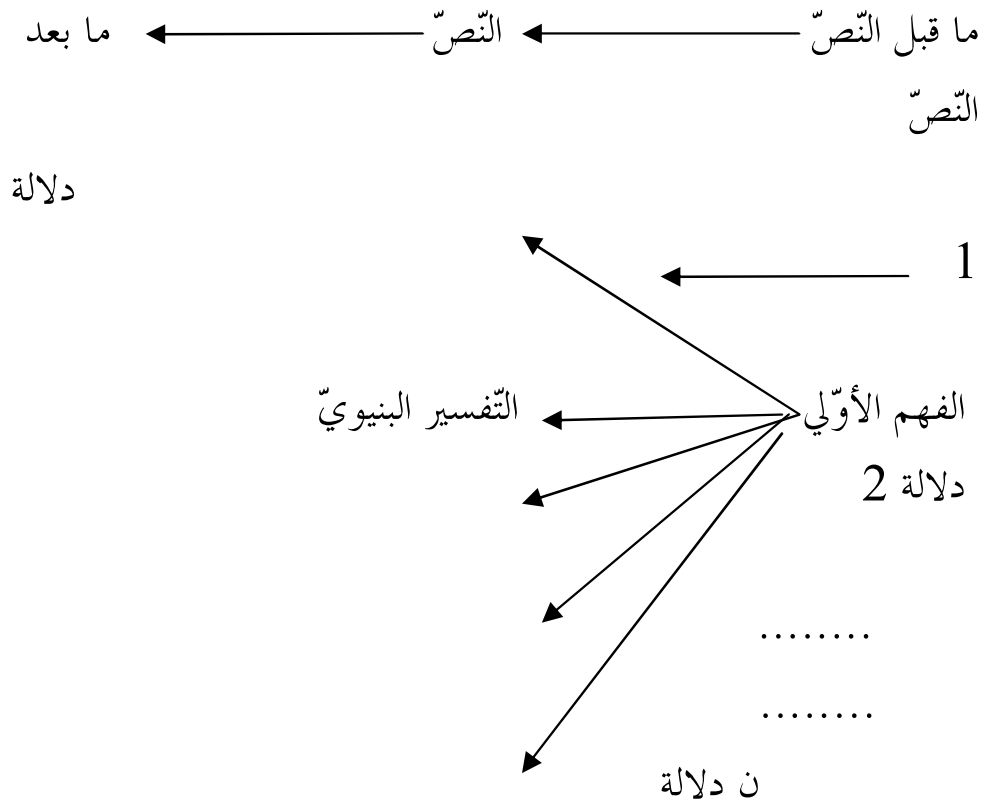 ما قبل النّصّ النّصّ ما بعد
النّصّ
دلالة
1
الفهم الأوّلي التّفسير البنيويّ
دلالة 2
........
........
ن دلالة